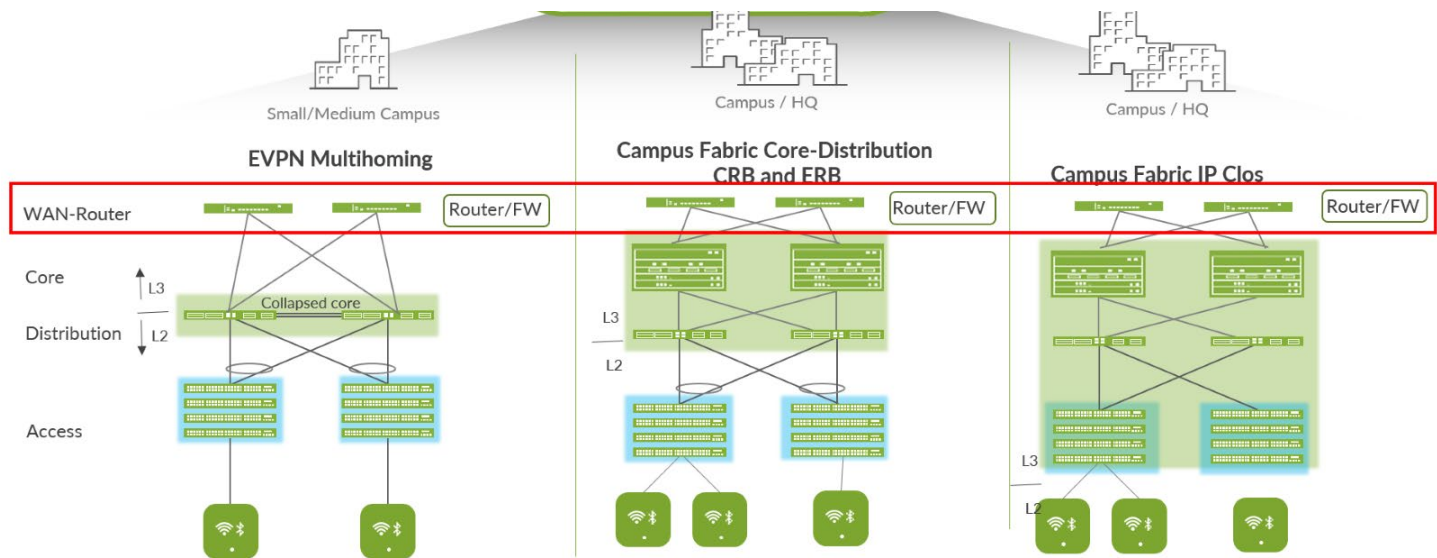 Small/Medium Campus
Campus / HQ
Campus / HQ
EVPN Multihoming
Campus Fabric Core-Distribution
CRB and ERB
Campus Fabric IP Clos
WAN-Router
Router/FW
Router/FW
Router/FW
Core
L3
Collapsed core
Distribution
L2
L3
L2
Access
L3
L2